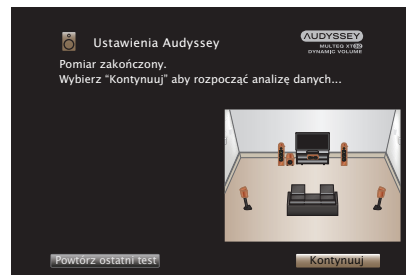 Ustawienia Audyssey
AUDYSSEY
MULTEQ XT32
DYNAMIC VOLUME
Pomiar zakończony.
Wybierz “Kontynuuj” aby rozpocząć analizę danych...
Powtórz ostatni test
Kontynuuj